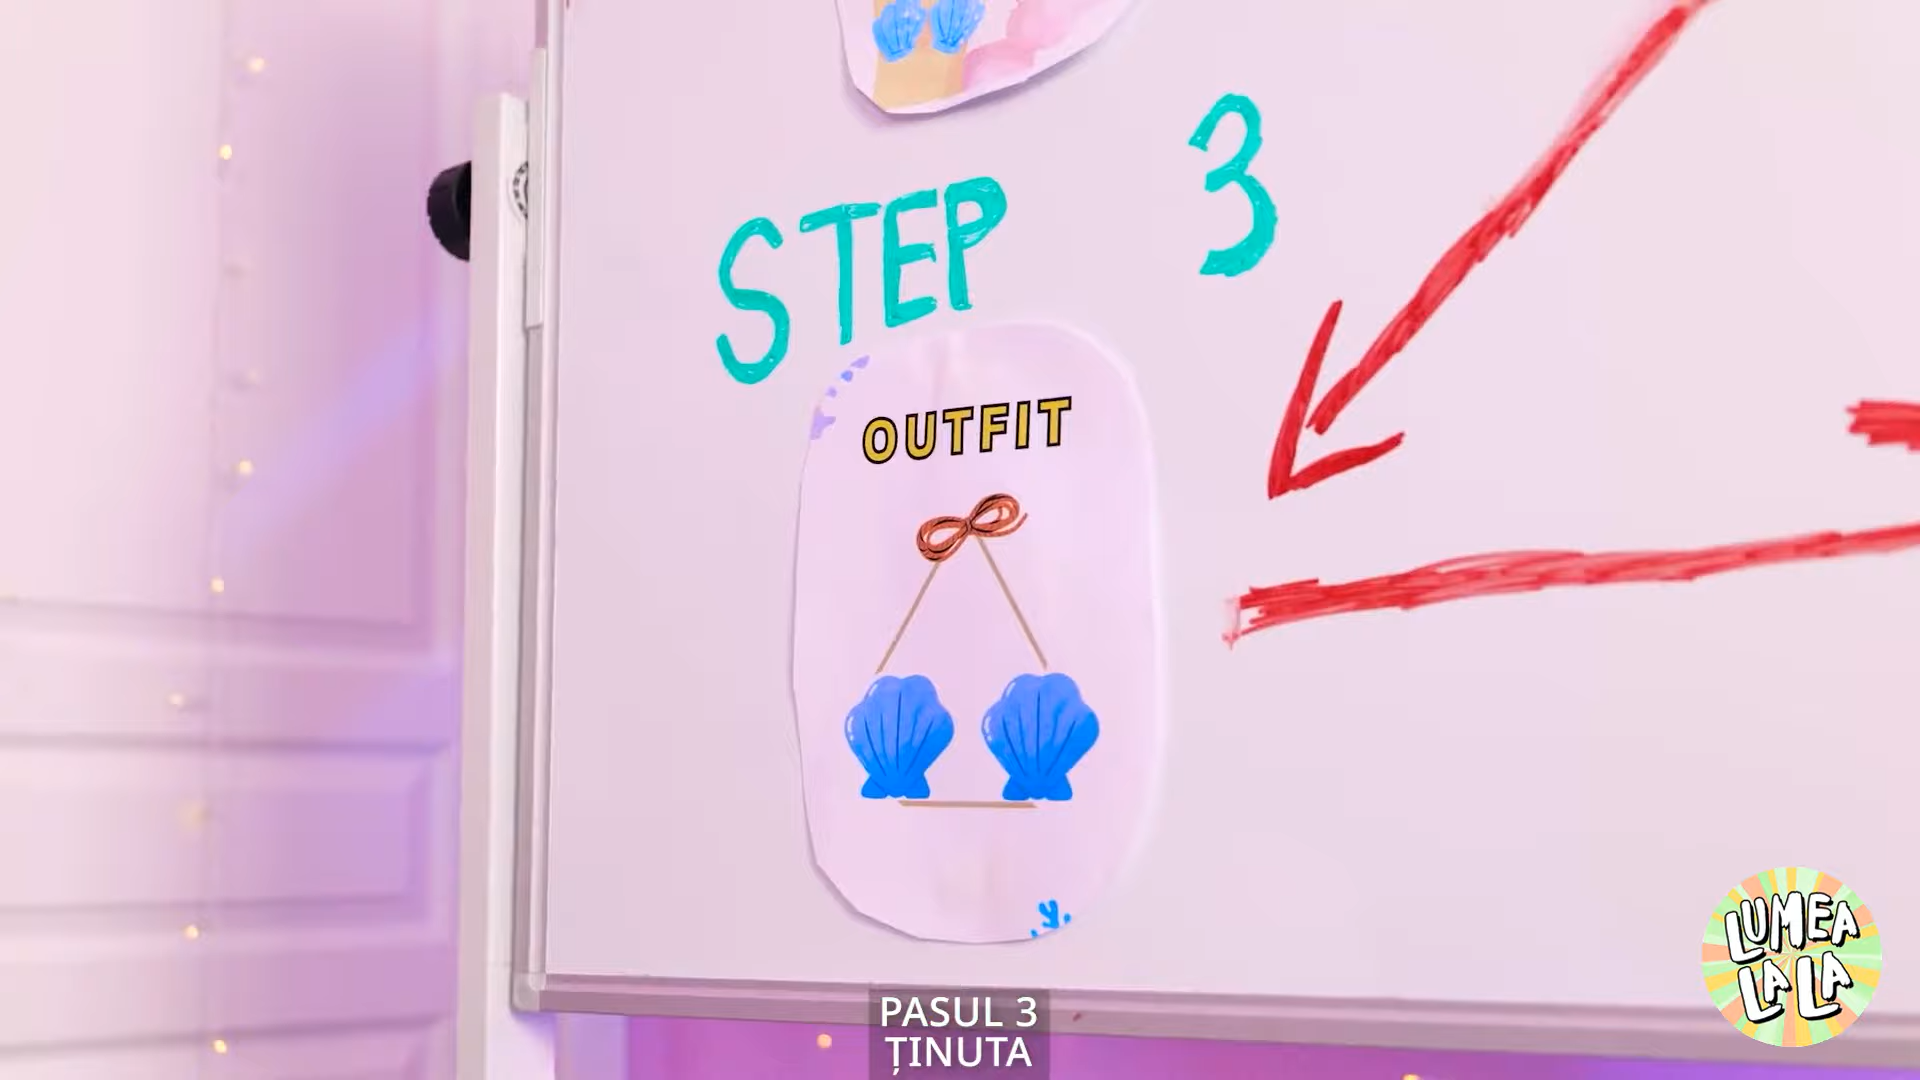 STEP 3
OUTFIT
LUMEA
LA LA
PASUL 3
ȚINUTA